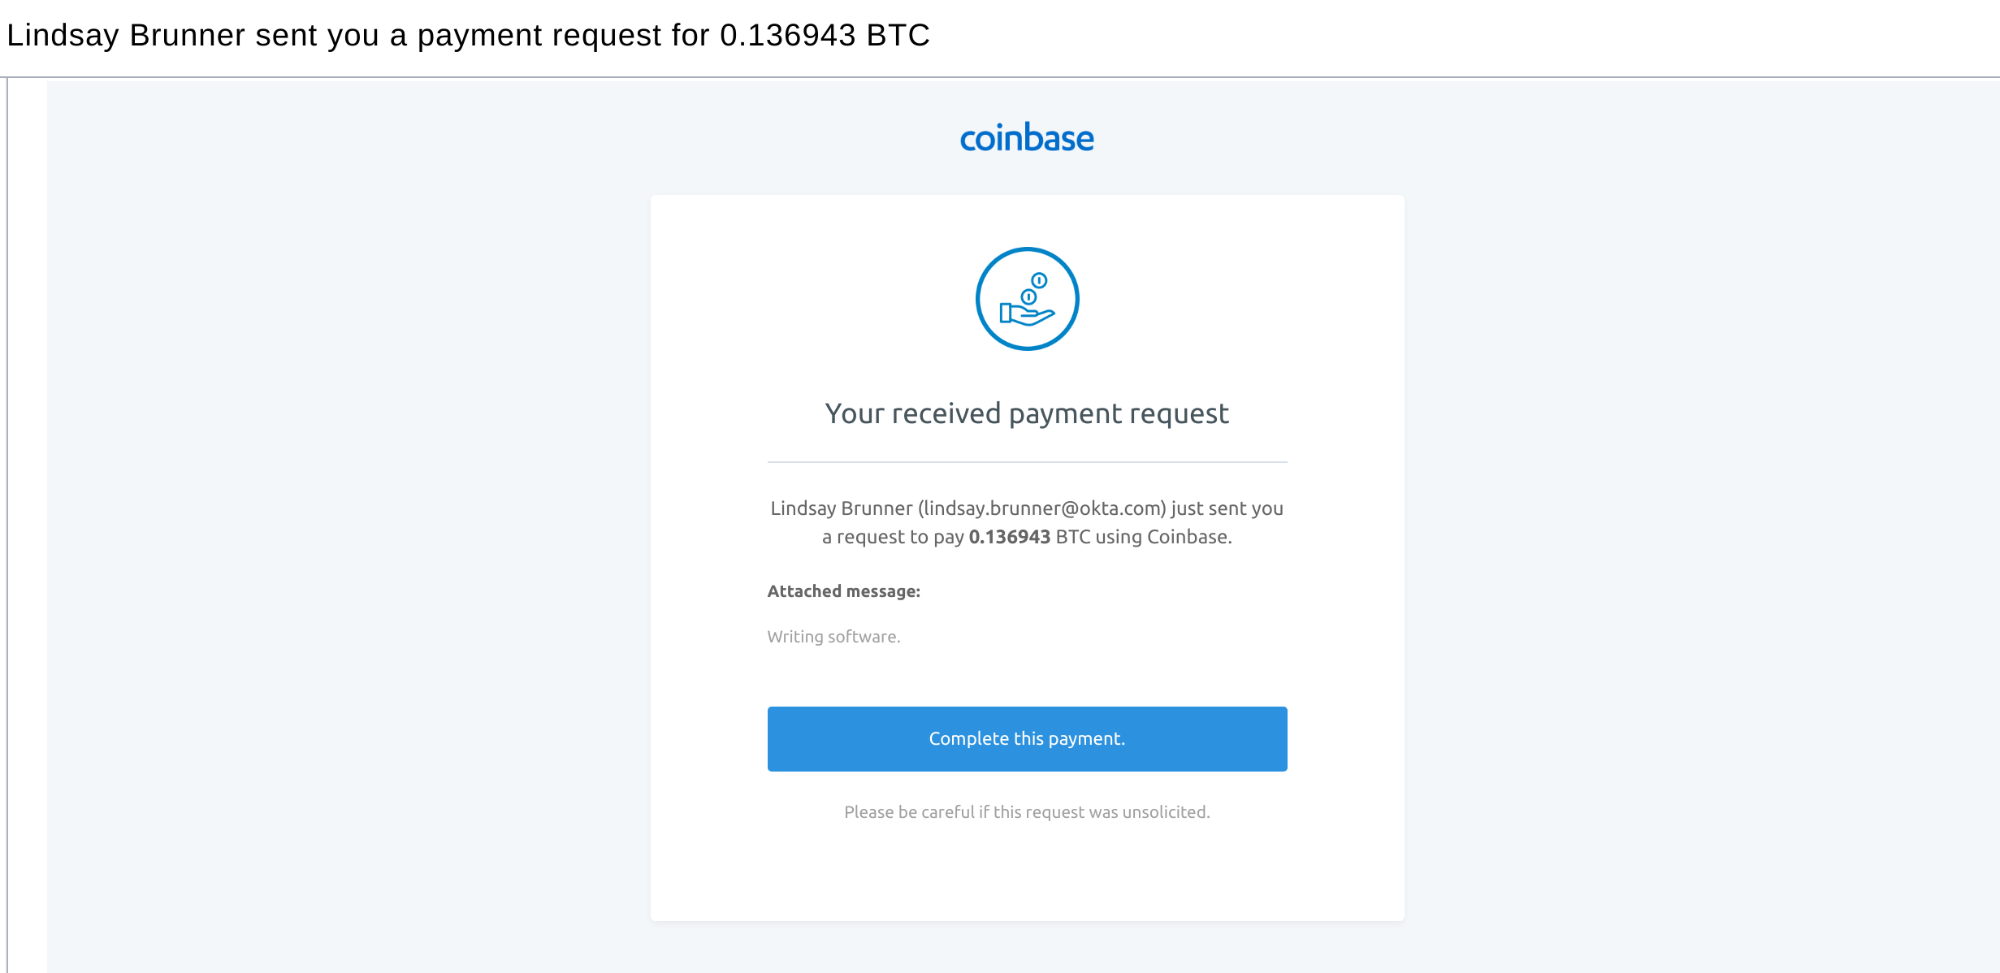 Lindsay Brunner sent you a payment request for 0.136943 BTC
coinbase
Your received payment request
Lindsay Brunner (lindsay.brunner@okta.com) just sent you
a request to pay 0.136943 BTC using Coinbase.
Attached message:
Writing software.
Complete this payment.
Please be careful if this request was unsolicited.